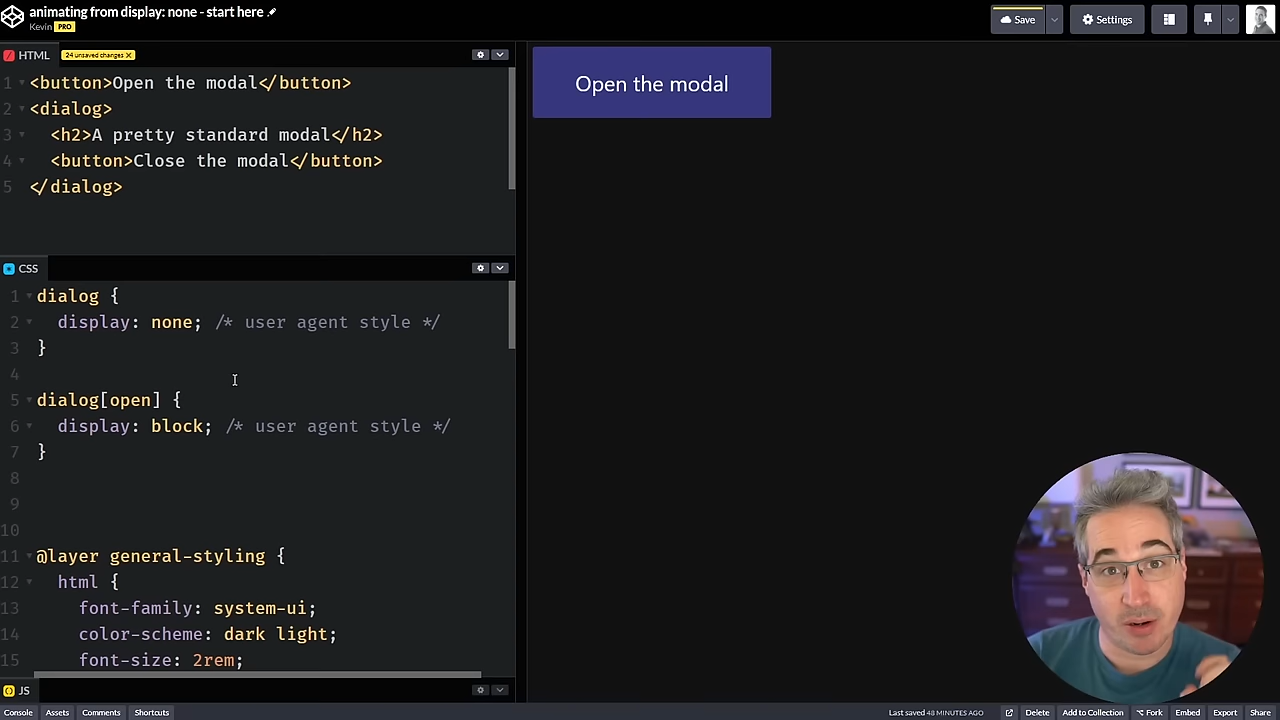 animating from display: none - start here
Kevin PRO
Save
Settings
HTML
24 unsaved changes X
1 <button>Open the modal</button>
2 <dialog>
3 <h2>A pretty standard modal</h2>
4 <button>Close the modal</button>
5 </dialog>
CSS
1 dialog {
2 display: none; /* user agent style */
3 }
4
5 dialog[open] {
6 display: block; /* user agent style */
7 }
8
9
10
11 @layer general-styling {
12 html {
13 font-family: system-ui;
14 color-scheme: dark light;
15 font-size: 2rem;
JS
Open the modal
Console Assets Comments Shortcuts
Last saved 48 MINUTES AGO
Delete Add to Collection Fork Embed Export Share